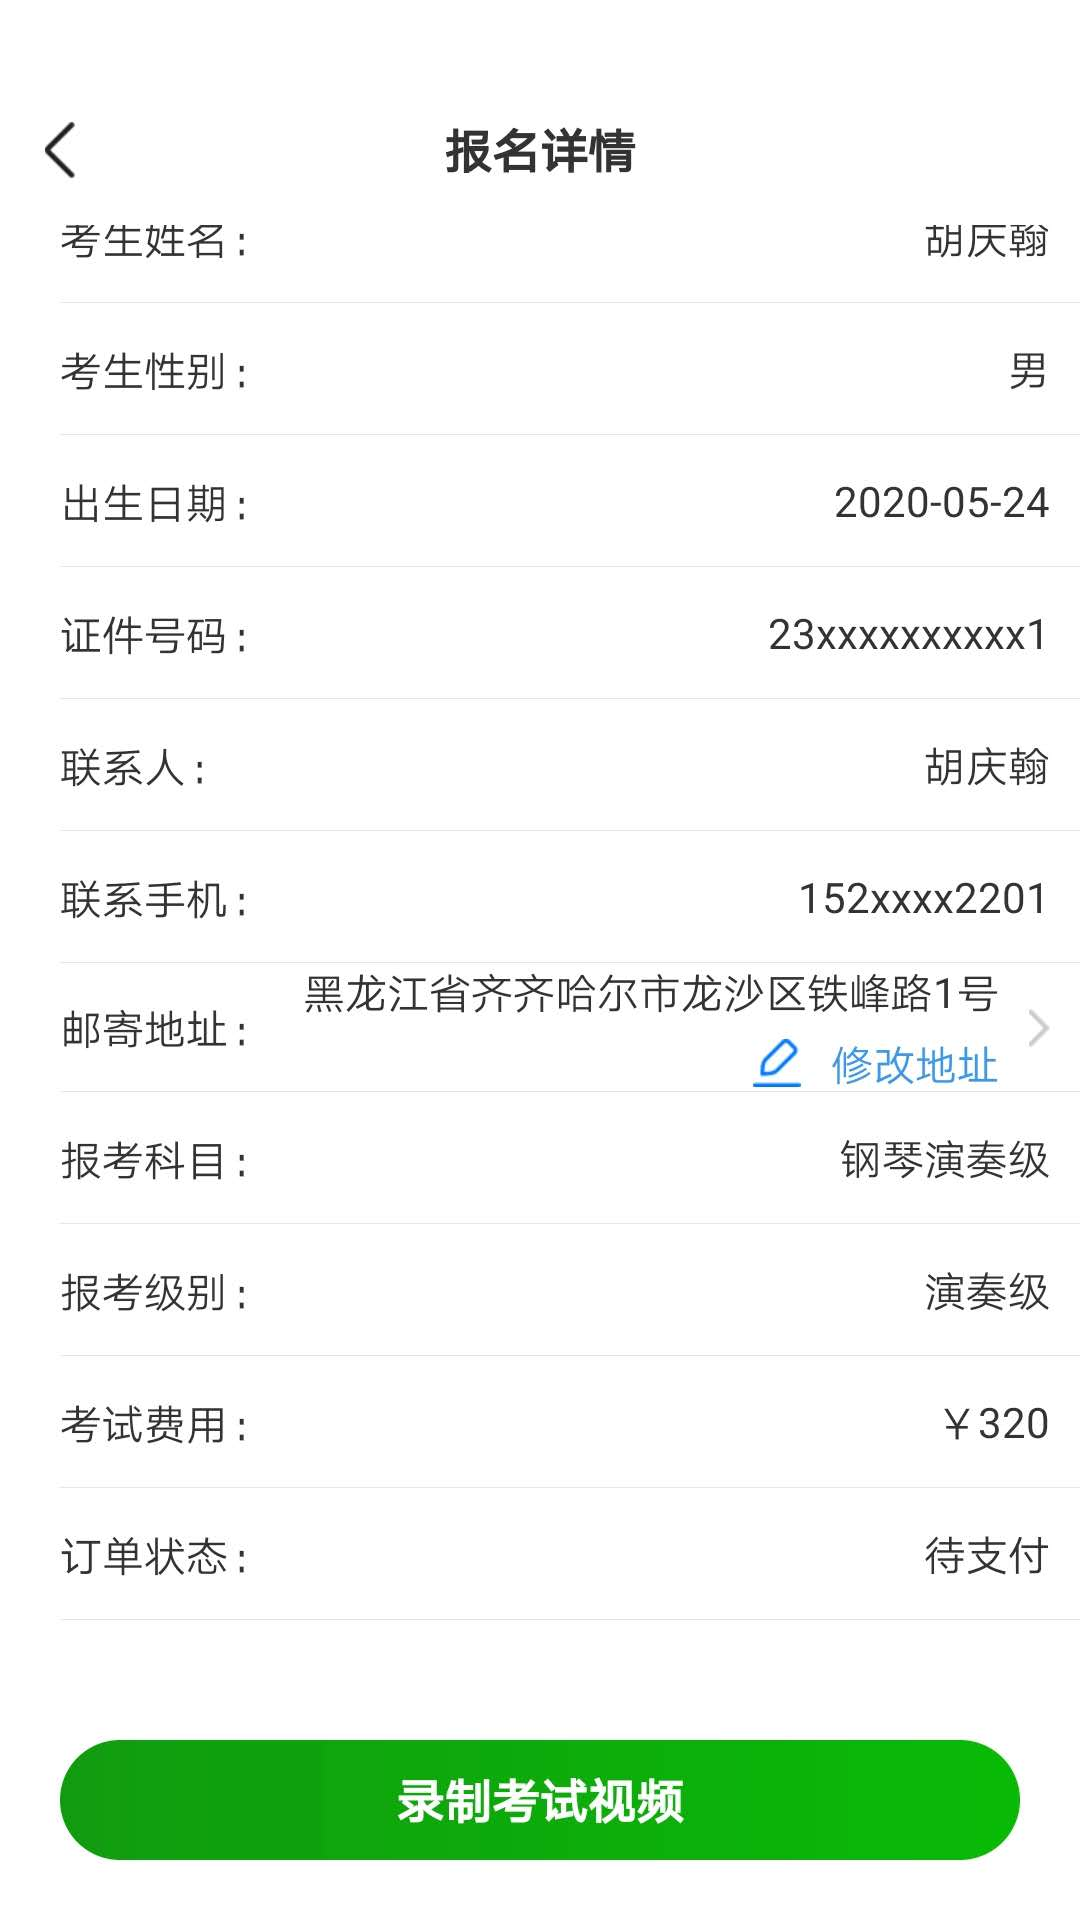 报名详情
考生姓名：
胡庆翰
考生性别：
男
出生日期：
2020-05-24
证件号码：
23xxxxxxxxxx1
联系人：
胡庆翰
联系手机：
152xxxx2201
邮寄地址：
黑龙江省齐齐哈尔市龙沙区铁峰路1号
修改地址
报考科目：
钢琴演奏级
报考级别：
演奏级
考试费用：
￥320
订单状态：
待支付
录制考试视频